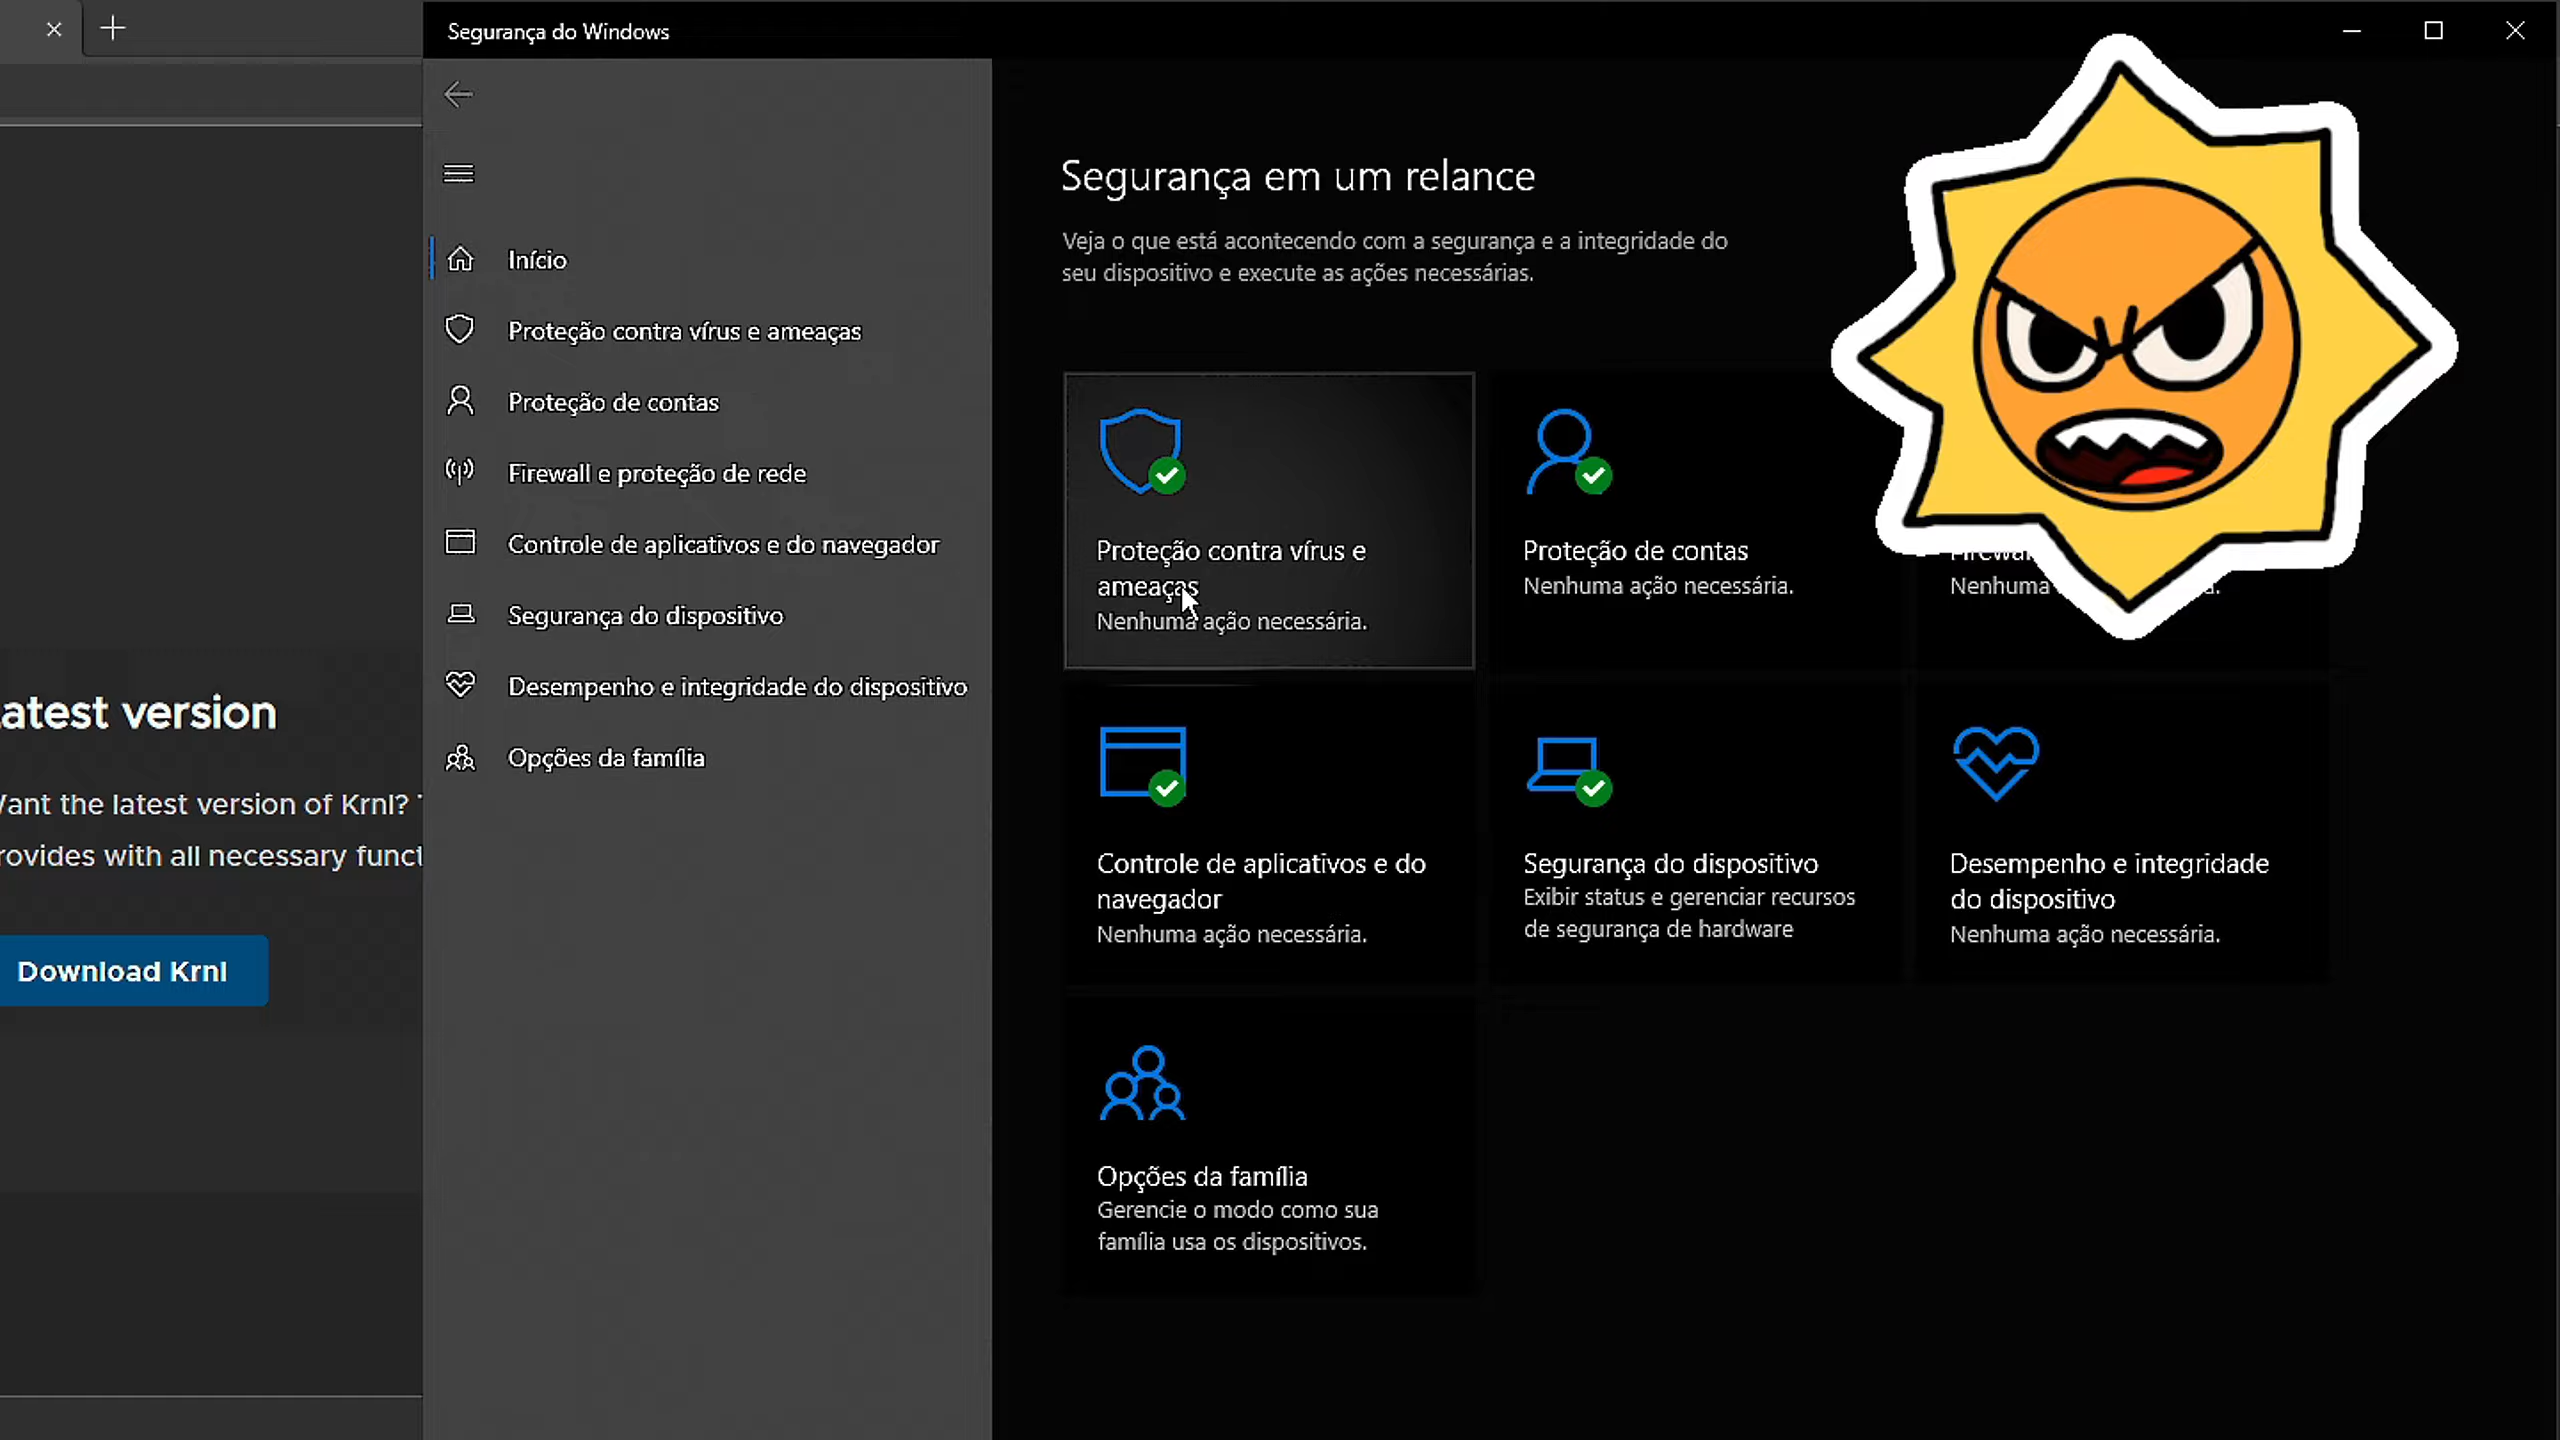 Segurança do Windows
Início
Proteção contra vírus e ameaças
Proteção de contas
Firewall e proteção de rede
Controle de aplicativos e do navegador
Segurança do dispositivo
Desempenho e integridade do dispositivo
Opções da família
Segurança em um relance
Veja o que está acontecendo com a segurança e a integridade do
seu dispositivo e execute as ações necessárias.
Proteção contra vírus e
ameaças
Nenhuma ação necessária.
Proteção de contas
Nenhuma ação necessária.
Nenhuma
Controle de aplicativos e do
navegador
Nenhuma ação necessária.
Segurança do dispositivo
Exibir status e gerenciar recursos
de segurança de hardware
Desempenho e integridade
do dispositivo
Nenhuma ação necessária.
Opções da família
Gerencie o modo como sua
família usa os dispositivos.
atest version
ant the latest version of Krnl?
rovides with all necessary funct
Download Krnl